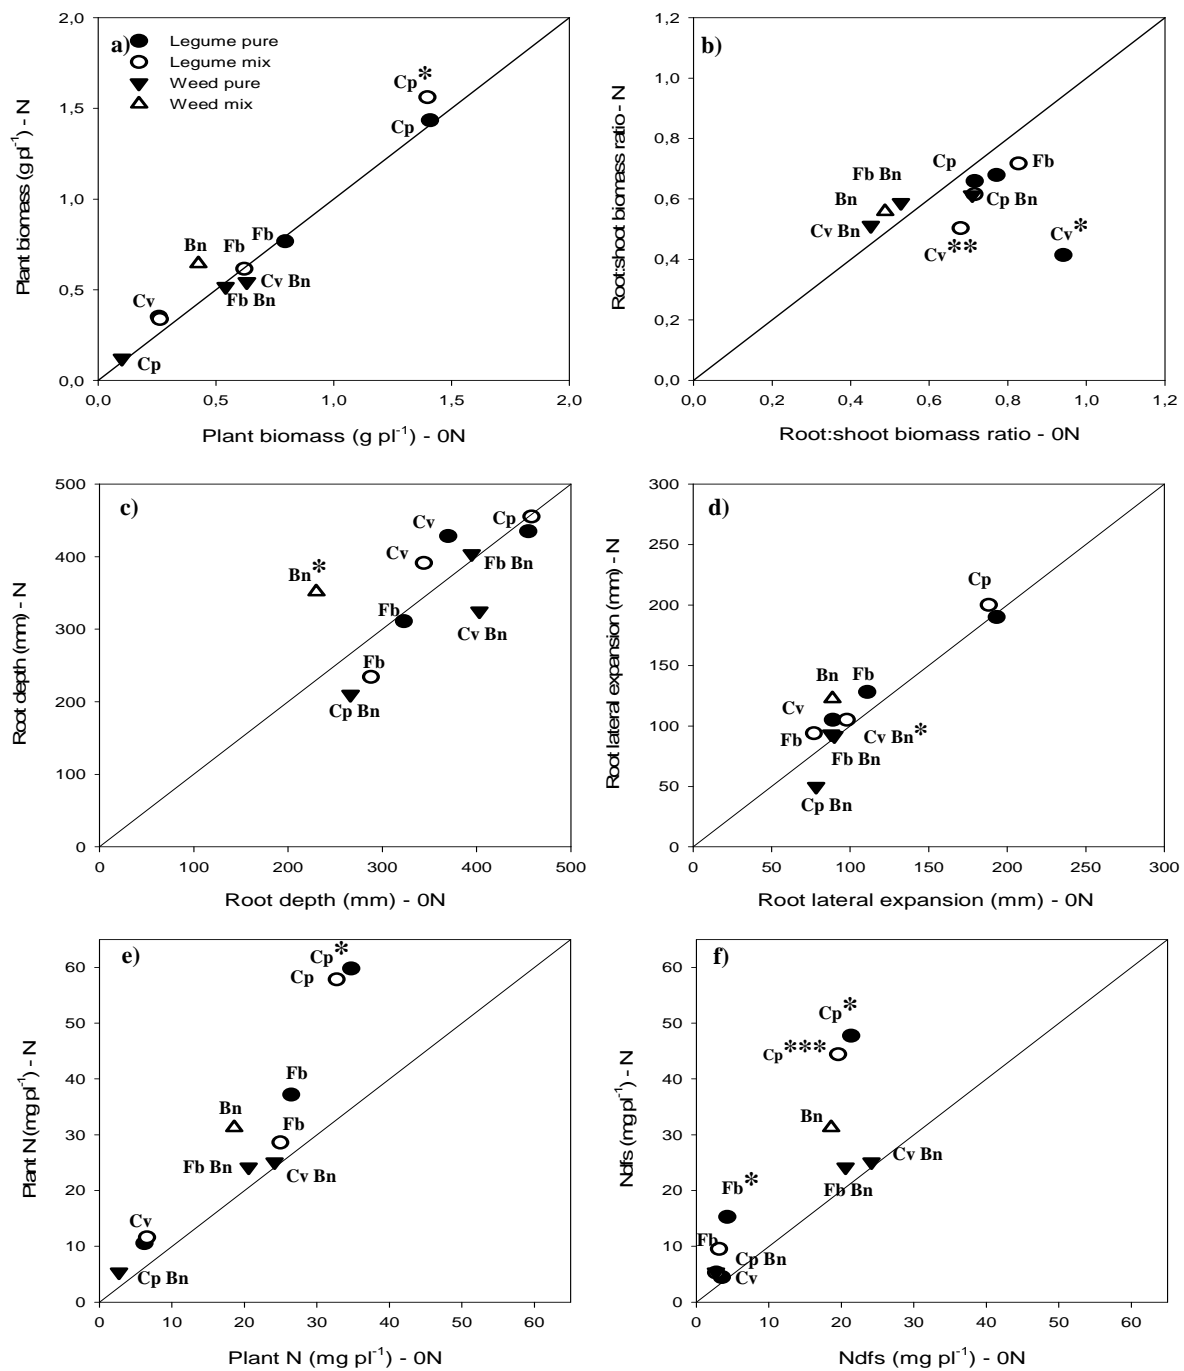 a)
Legume pure
Legume mix
Weed pure
Weed mix
Cp*
Cp
Bn
Fb
Fb
Cv Bn
Fb Bn
Cv
Cp
2,0
1,5
1,0
0,5
0,0
0,0 0,5 1,0 1,5 2,0
Plant biomass (g pl⁻¹) - N
Plant biomass (g pl⁻¹) - 0N
b)
Cp
Fb
Fb Bn
Bn
Cp Bn
Cv Bn
Cv**
Cv*
1,2
1,0
0,8
0,6
0,4
0,2
0,0
0,0 0,2 0,4 0,6 0,8 1,0 1,2
Root:shoot biomass ratio - N
Root:shoot biomass ratio - 0N
c)
Cv
Cp
Cv
Fb Bn
Bn*
Fb
Cv Bn
Fb
Cp Bn
500
400
300
200
100
0
0 100 200 300 400 500
Root depth (mm) - N
Root depth (mm) - 0N
d)
Cp
Bn
Fb
Cv
Fb
Cv Bn*
Fb Bn
Cp Bn
300
250
200
150
100
50
0
0 50 100 150 200 250 300
Root lateral expansion (mm) - N
Root lateral expansion (mm) - 0N
e)
Cp*
Cp
Fb
Bn
Fb
Fb Bn
Cv Bn
Cv
Cp Bn
60
50
40
30
20
10
0
0 10 20 30 40 50 60
Plant N (mg pl⁻¹) - N
Plant N (mg pl⁻¹) - 0N
f)
Cp*
Cp***
Bn
Cv Bn
Fb Bn
Fb*
Fb
Cp Bn
Cv
60
50
40
30
20
10
0
0 10 20 30 40 50 60
Ndfs (mg pl⁻¹) - N
Ndfs (mg pl⁻¹) - 0N